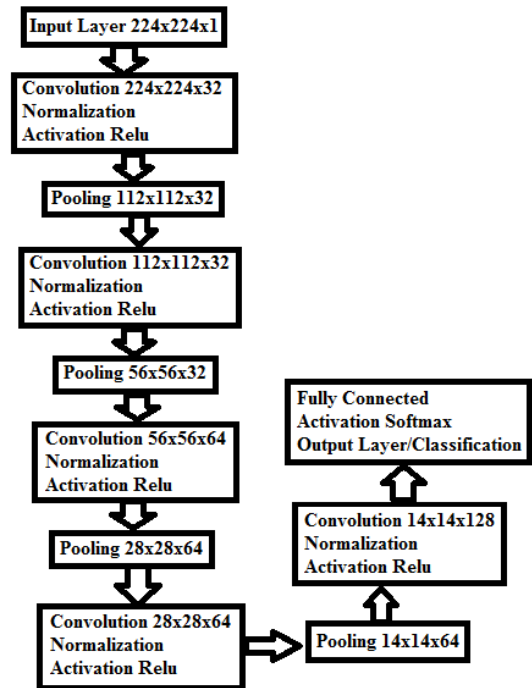 Input Layer 224x224x1
Convolution 224x224x32
Normalization
Activation Relu
Pooling 112x112x32
Convolution 112x112x32
Normalization
Activation Relu
Pooling 56x56x32
Convolution 56x56x64
Normalization
Activation Relu
Pooling 28x28x64
Convolution 28x28x64
Normalization
Activation Relu
Pooling 14x14x64
Convolution 14x14x128
Normalization
Activation Relu
Fully Connected
Activation Softmax
Output Layer/Classification